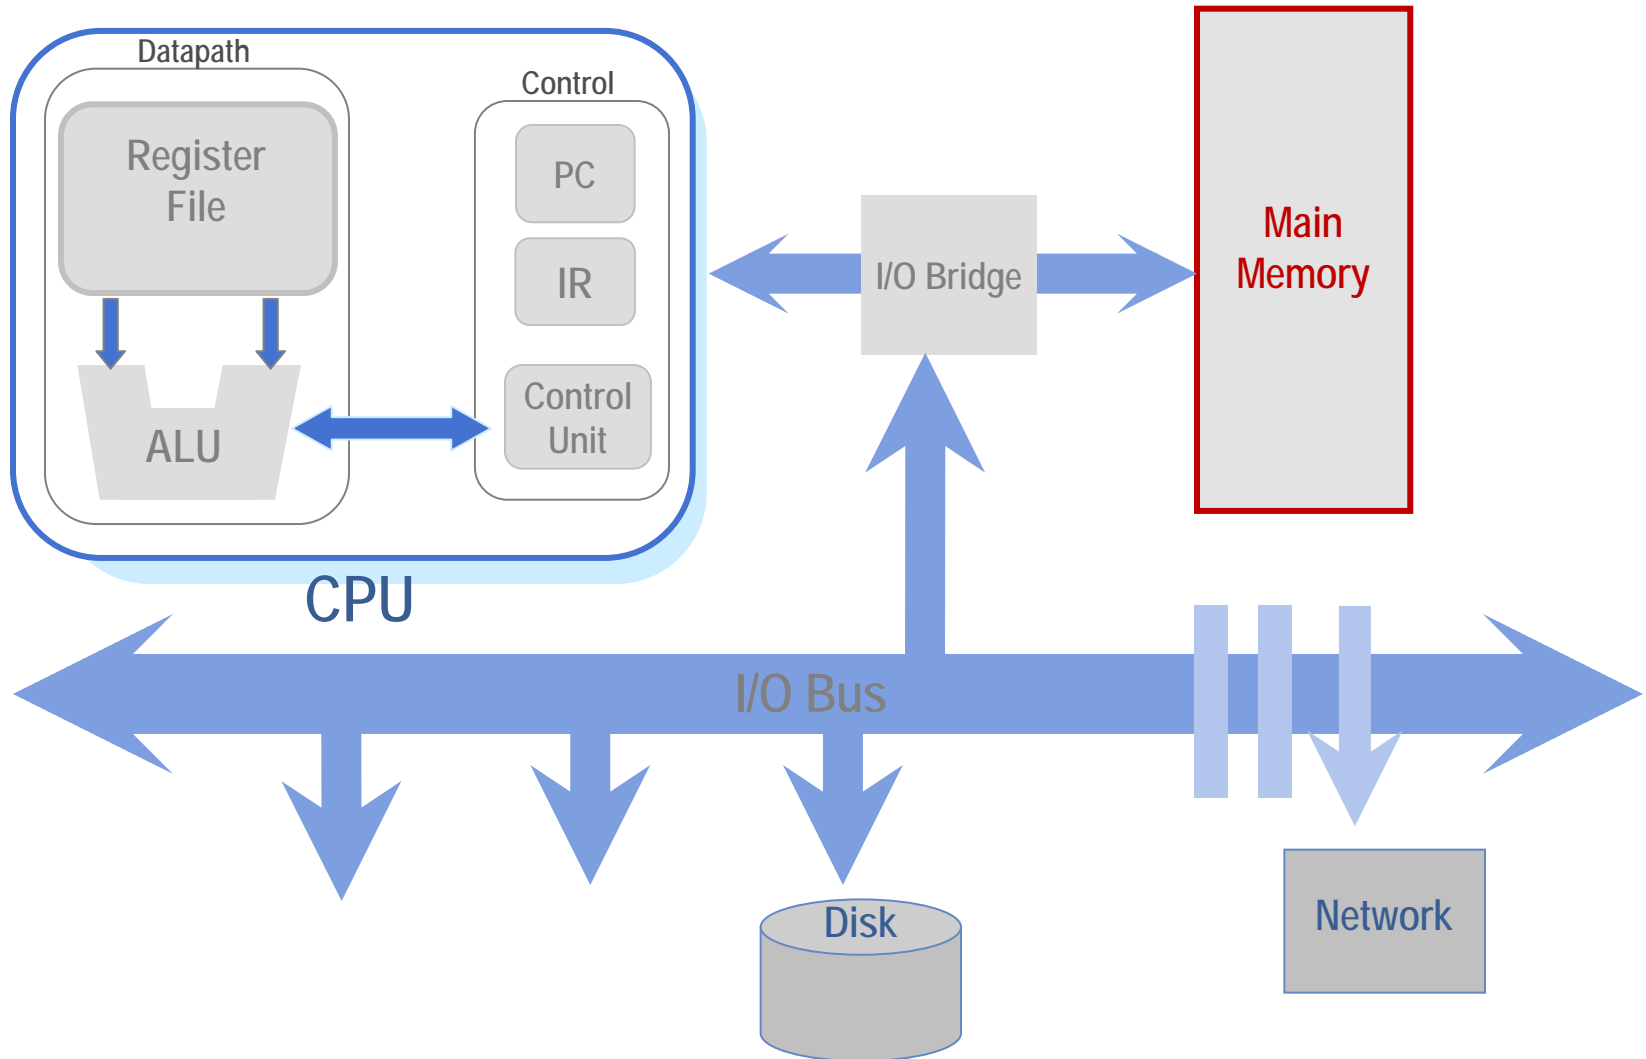 Datapath
Control
Register
File
PC
IR
Control
Unit
ALU
CPU
I/O Bridge
Main
Memory
I/O Bus
Disk
Network